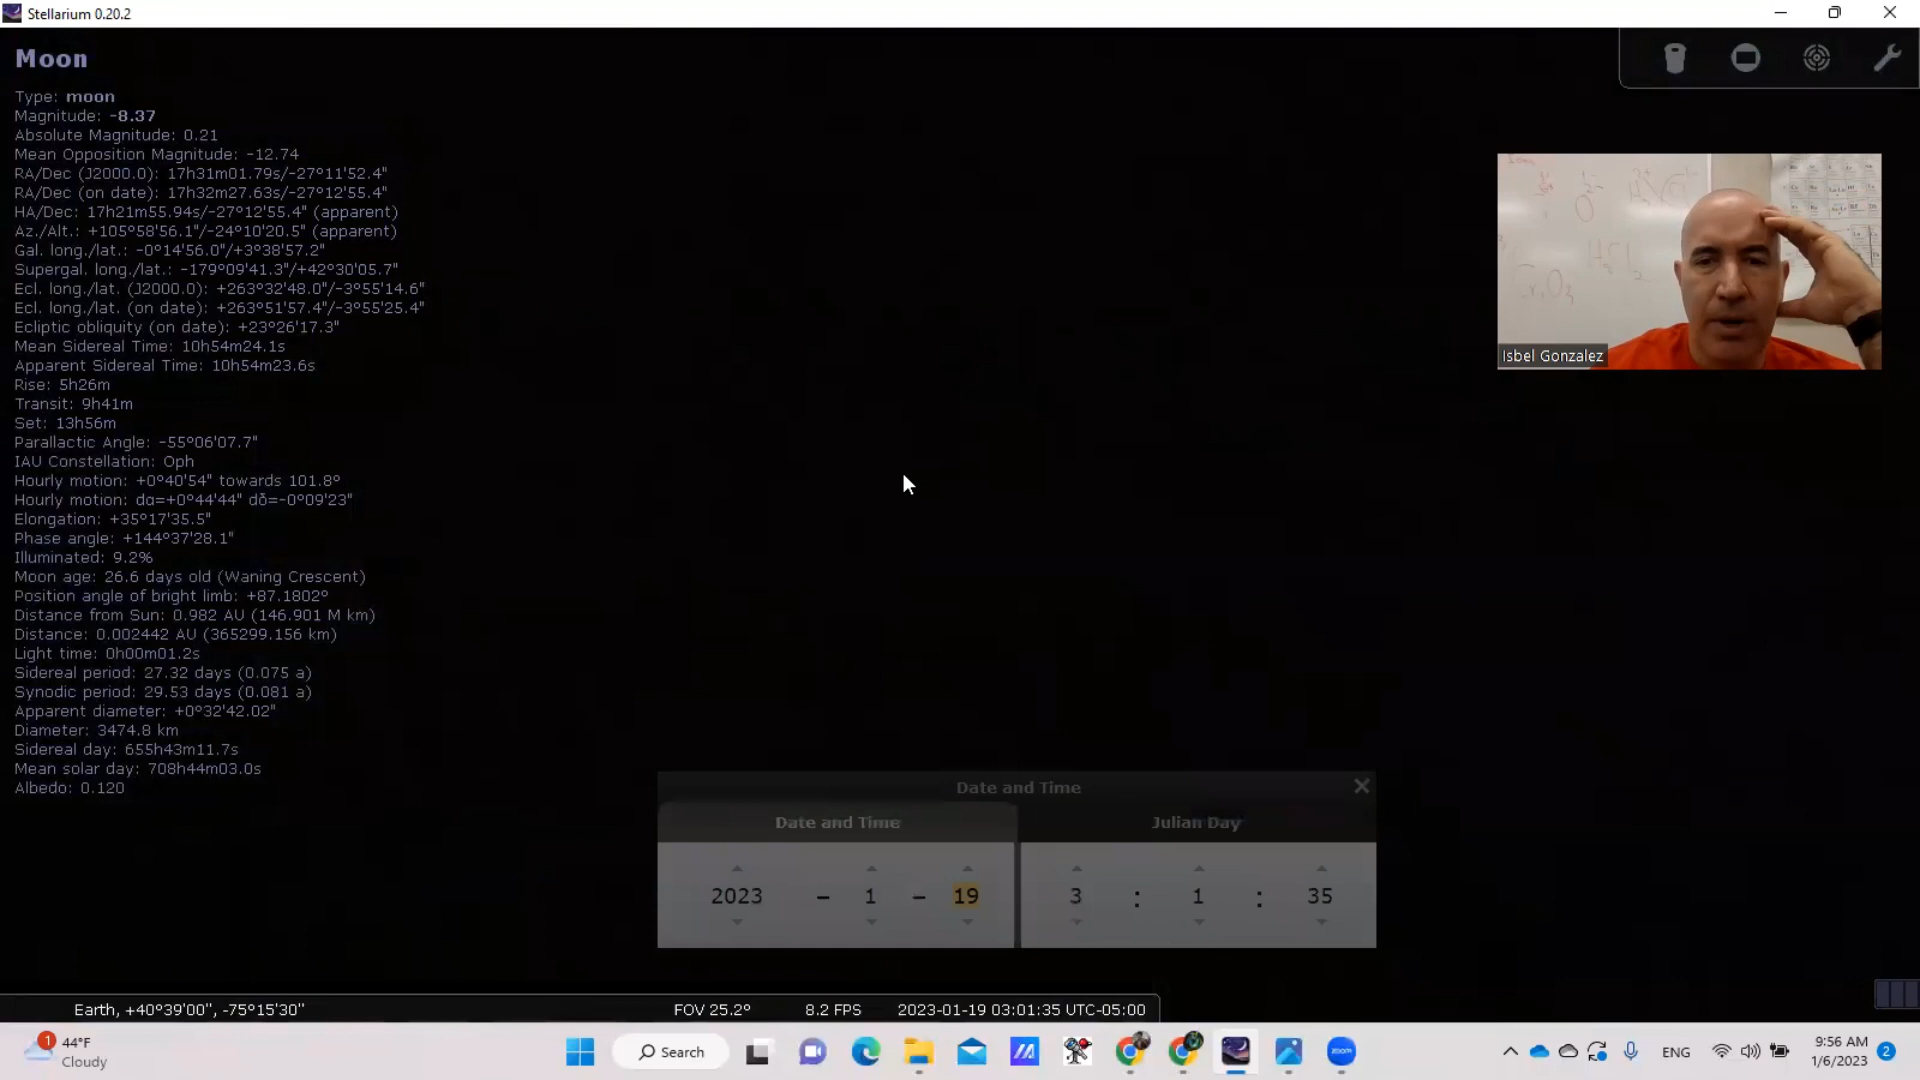 Stellarium 0.20.2
Moon
Type: moon
Magnitude: -8.37
Absolute Magnitude: 0.21
Mean Opposition Magnitude: -12.74
RA/Dec (J2000.0): 17h31m01.79s/-27°11'52.4"
RA/Dec (on date): 17h32m27.63s/-27°12'55.4"
HA/Dec: 17h21m55.94s/-27°12'55.4" (apparent)
Az./Alt.: +105°58'56.1"/-24°10'20.5" (apparent)
Gal. long./lat.: -0°14'56.0"/+3°38'57.2"
Supergal. long./lat.: -179°09'41.3"/+42°30'05.7"
Ecl. long./lat. (J2000.0): +263°32'48.0"/-3°55'14.6"
Ecl. long./lat. (on date): +263°51'57.4"/-3°55'25.4"
Ecliptic obliquity (on date): +23°26'17.3"
Mean Sidereal Time: 10h54m24.1s
Apparent Sidereal Time: 10h54m23.6s
Rise: 5h26m
Transit: 9h41m
Set: 13h56m
Parallactic Angle: -55°06'07.7"
IAU Constellation: Oph
Hourly motion: +0°40'54" towards 101.8°
Hourly motion: dα=+0°44'44" dδ=-0°09'23"
Elongation: +35°17'35.5"
Phase angle: +144°37'28.1"
Illuminated: 9.2%
Moon age: 26.6 days old (Waning Crescent)
Position angle of bright limb: +87.1802°
Distance from Sun: 0.982 AU (146.901 M km)
Distance: 0.002442 AU (365299.156 km)
Light time: 0h00m01.2s
Sidereal period: 27.32 days (0.075 a)
Synodic period: 29.53 days (0.081 a)
Apparent diameter: +0°32'42.02"
Diameter: 3474.8 km
Sidereal day: 655h43m11.7s
Mean solar day: 708h44m03.0s
Albedo: 0.120
Isbel Gonzalez
Date and Time
Date and Time Julian Day
2023 - 1 - 19 3 : 1 : 35
Earth, +40°39'00", -75°15'30" FOV 25.2° 8.2 FPS 2023-01-19 03:01:35 UTC-05:00
1 44°F
Cloudy
Search
zoom
ENG
9:56 AM
1/6/2023
2